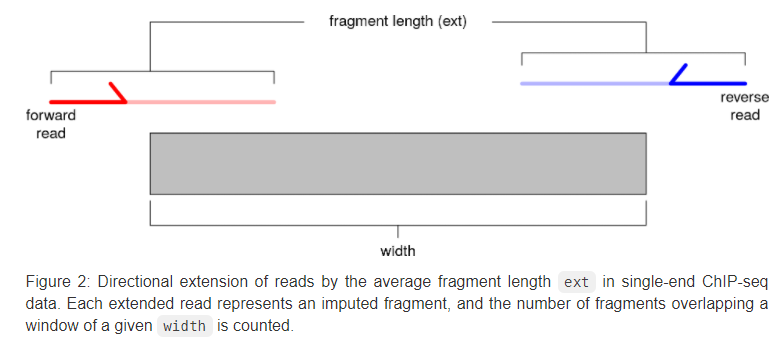 fragment length (ext)
forward
read
reverse
read
width
Figure 2: Directional extension of reads by the average fragment length ext in single-end ChIP-seq
data. Each extended read represents an imputed fragment, and the number of fragments overlapping a
window of a given width is counted.